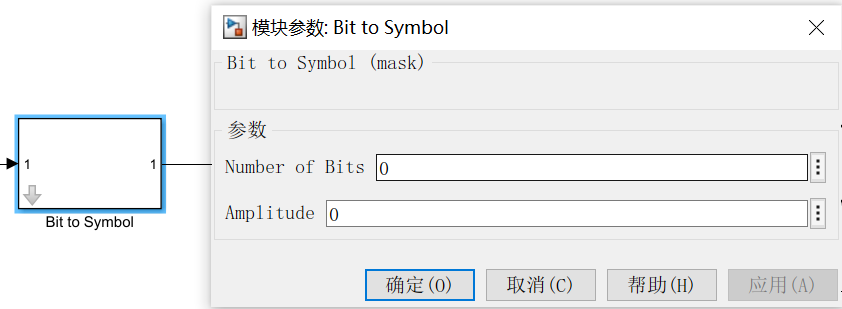 模块参数: Bit to Symbol
Bit to Symbol (mask)
参数
Number of Bits 0
Amplitude 0
1 1
Bit to Symbol
确定(O) 取消(C) 帮助(H) 应用(A)